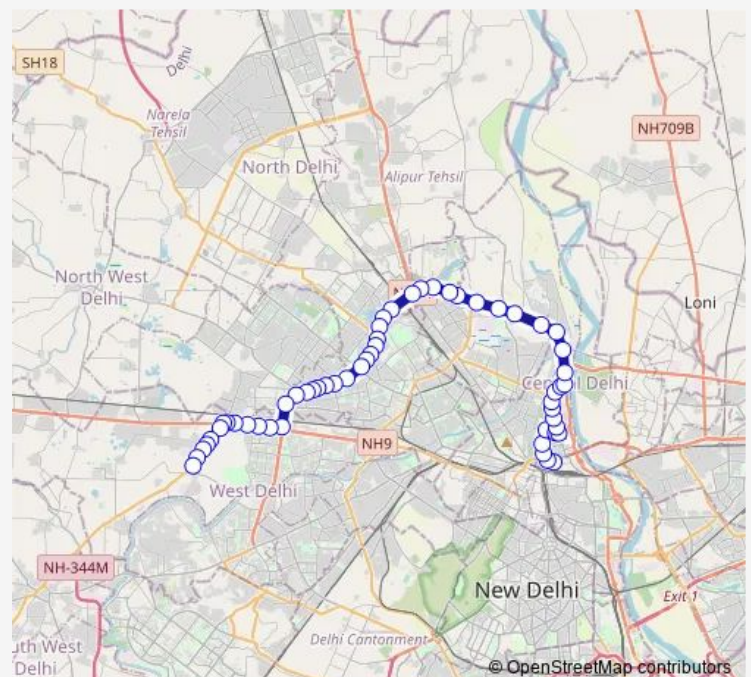 SH18
Delhi
Narela
Tehsil
NH709B
North Delhi
Alipur Tehsil
North West
Delhi
Loni
Central Delhi
NH9
West Delhi
NH-344M
New Delhi
Exit 1
uth West
Delhi
Delhi Cantonment
© OpenStreetMap contributors